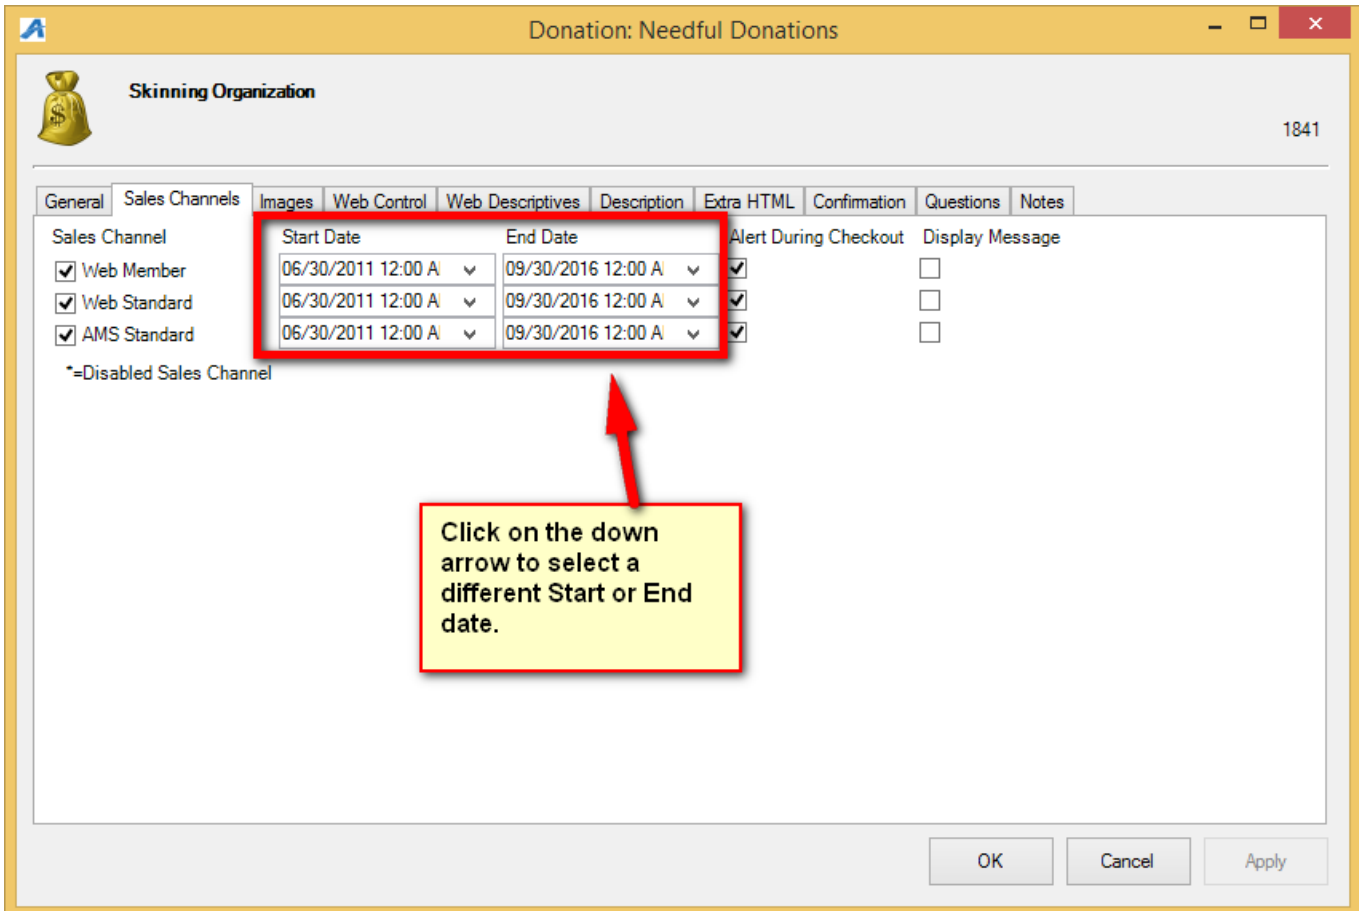 Donation: Needful Donations
Skinning Organization
1841
General Sales Channels Images Web Control Web Descriptives Description Extra HTML Confirmation Questions Notes
Sales Channel Start Date End Date Alert During Checkout Display Message
Web Member 06/30/2011 12:00 A 09/30/2016 12:00 A
Web Standard 06/30/2011 12:00 A 09/30/2016 12:00 A
AMS Standard 06/30/2011 12:00 A 09/30/2016 12:00 A
*=Disabled Sales Channel
Click on the down
arrow to select a
different Start or End
date.
OK Cancel Apply